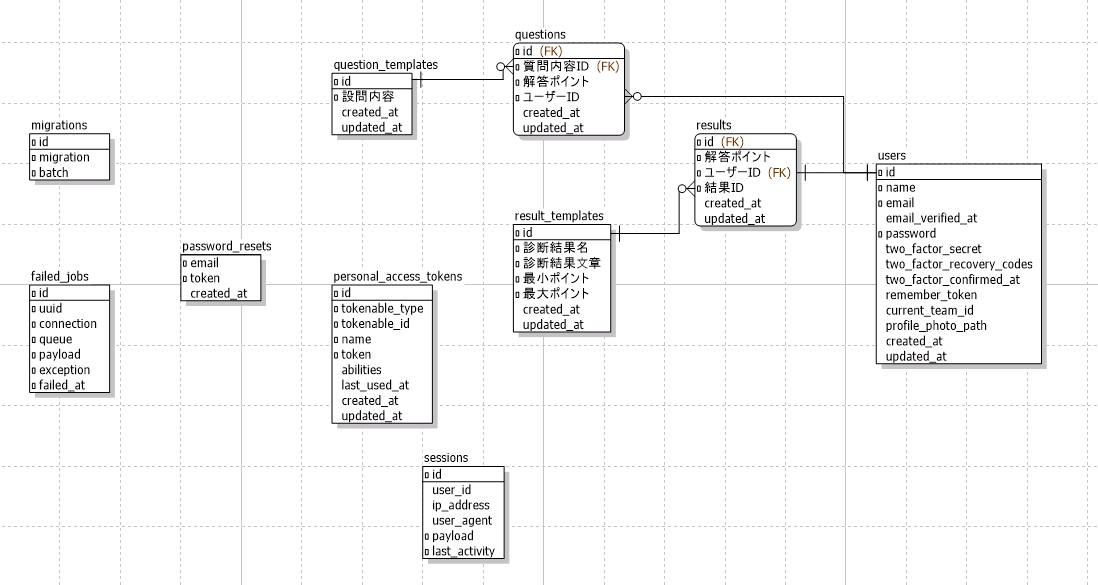 questions
id (FK)
質問内容ID (FK)
解答ポイント
ユーザーID
created_at
updated_at
question_templates
id
設問内容
created_at
updated_at
migrations
id
migration
batch
results
id (FK)
解答ポイント
ユーザーID (FK)
結果ID
created_at
updated_at
users
id
name
email
email_verified_at
password
two_factor_secret
two_factor_recovery_codes
two_factor_confirmed_at
remember_token
current_team_id
profile_photo_path
created_at
updated_at
result_templates
id
診断結果名
診断結果文章
最小ポイント
最大ポイント
created_at
updated_at
password_resets
email
token
created_at
failed_jobs
id
uuid
connection
queue
payload
exception
failed_at
personal_access_tokens
id
tokenable_type
tokenable_id
name
token
abilities
last_used_at
created_at
updated_at
sessions
id
user_id
ip_address
user_agent
payload
last_activity